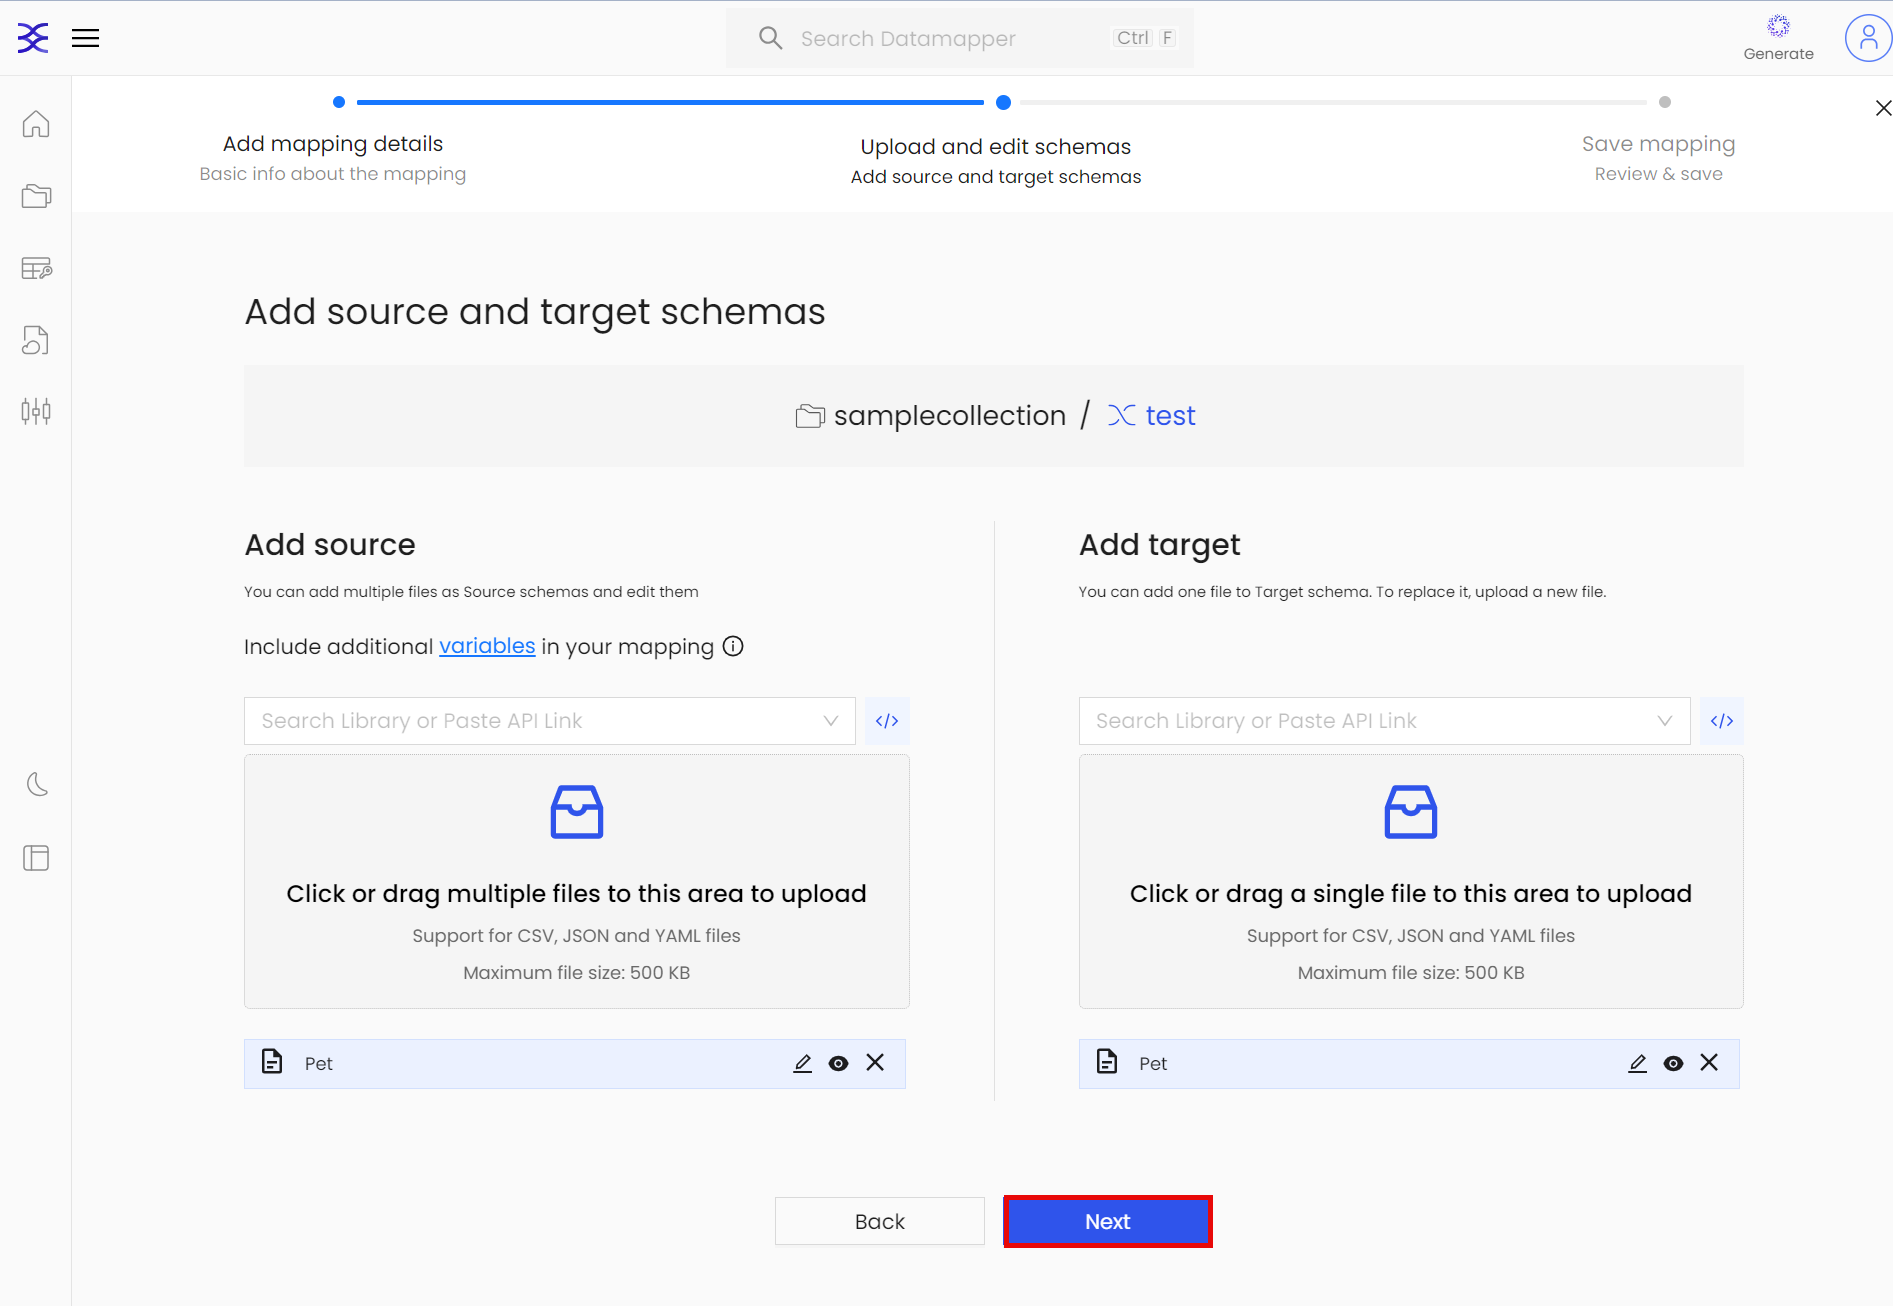 Search Datamapper Ctrl F
Generate
Add mapping details
Basic info about the mapping
Upload and edit schemas
Add source and target schemas
Save mapping
Review & save
Add source and target schemas
samplecollection / test
Add source
You can add multiple files as Source schemas and edit them
Include additional variables in your mapping
Search Library or Paste API Link </>
Click or drag multiple files to this area to upload
Support for CSV, JSON and YAML files
Maximum file size: 500 KB
Pet
Add target
You can add one file to Target schema. To replace it, upload a new file.
Search Library or Paste API Link </>
Click or drag a single file to this area to upload
Support for CSV, JSON and YAML files
Maximum file size: 500 KB
Pet
Back
Next